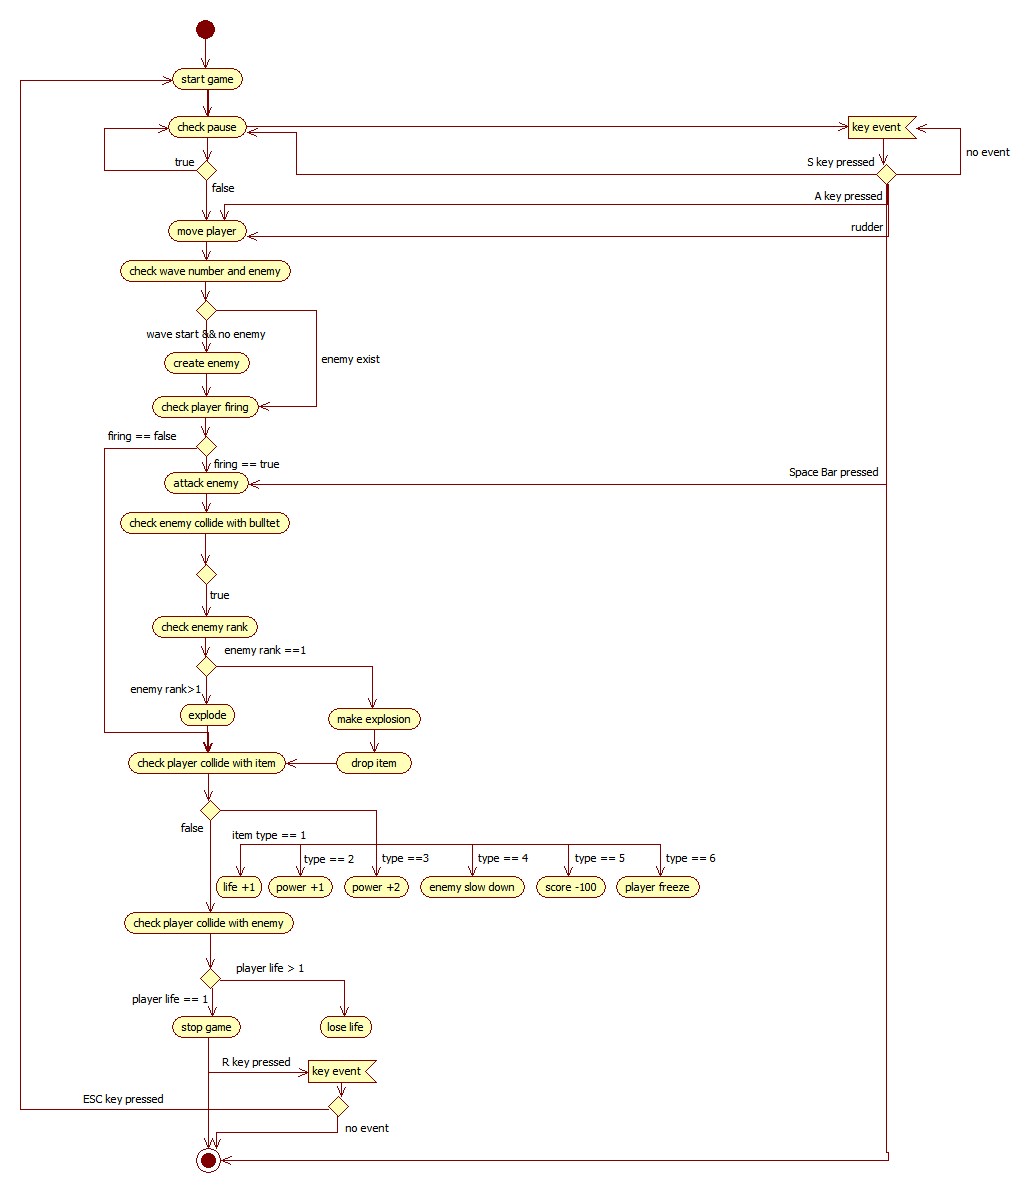 start game
check pause
key event
no event
true
S key pressed
false
A key pressed
move player
rudder
check wave number and enemy
wave start && no enemy
enemy exist
create enemy
check player firing
firing == false
firing == true
Space Bar pressed
attack enemy
check enemy collide with bulltet
true
check enemy rank
enemy rank ==1
enemy rank>1
explode
make explosion
check player collide with item
drop item
false
item type == 1
type == 2
type ==3
type == 4
type == 5
type == 6
life +1
power +1
power +2
enemy slow down
score -100
player freeze
check player collide with enemy
player life > 1
player life == 1
stop game
lose life
R key pressed
key event
ESC key pressed
no event